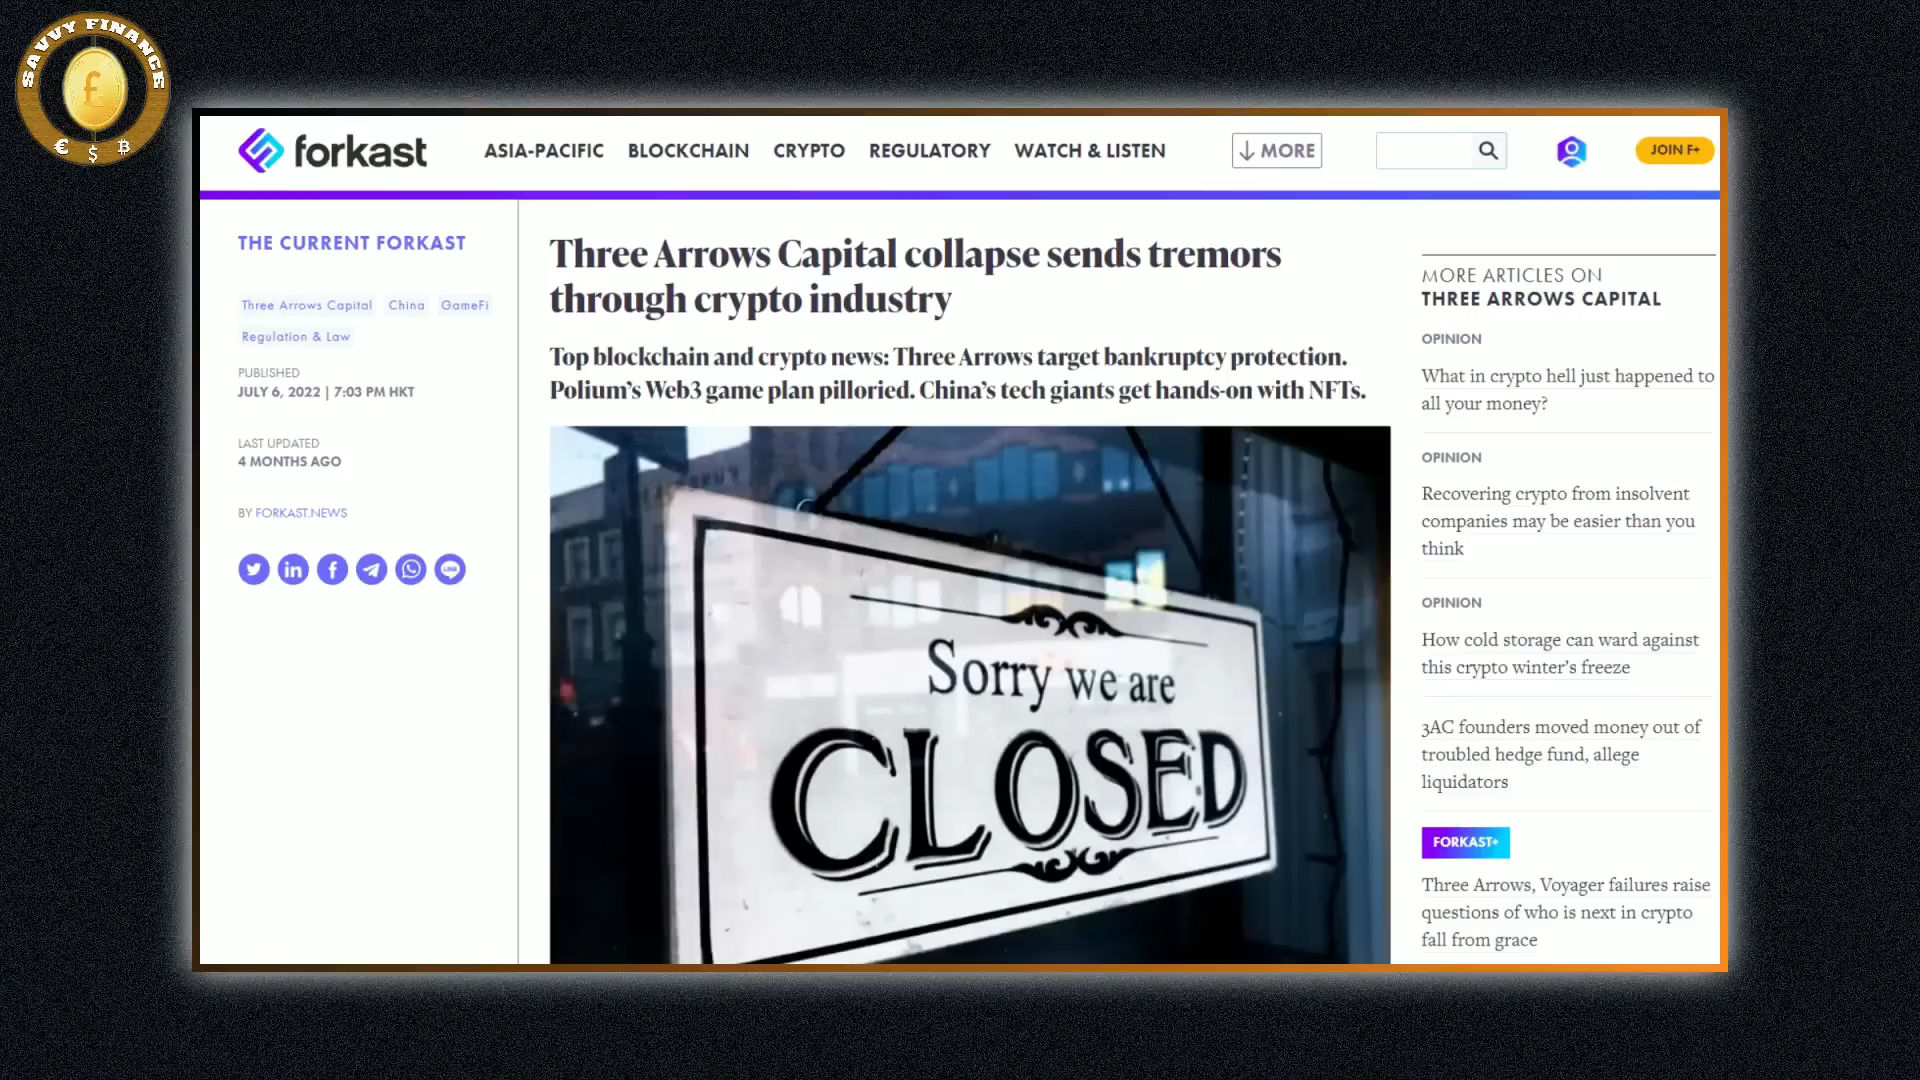 SAVVY FINANCE
£
€ $ B
forkast
ASIA-PACIFIC BLOCKCHAIN CRYPTO REGULATORY WATCH & LISTEN
MORE
JOIN F+
THE CURRENT FORKAST
Three Arrows Capital China GameFi
Regulation & Law
PUBLISHED
JULY 6, 2022 | 7:03 PM HKT
LAST UPDATED
4 MONTHS AGO
BY FORKAST.NEWS
in f LINE
Three Arrows Capital collapse sends tremors
through crypto industry
Top blockchain and crypto news: Three Arrows target bankruptcy protection.
Polium’s Web3 game plan pilloried. China’s tech giants get hands-on with NFTs.
Sorry we are
CLOSED
MORE ARTICLES ON
THREE ARROWS CAPITAL
OPINION
What in crypto hell just happened to
all your money?
OPINION
Recovering crypto from insolvent
companies may be easier than you
think
OPINION
How cold storage can ward against
this crypto winter’s freeze
3AC founders moved money out of
troubled hedge fund, allege
liquidators
FORKAST+
Three Arrows, Voyager failures raise
questions of who is next in crypto
fall from grace